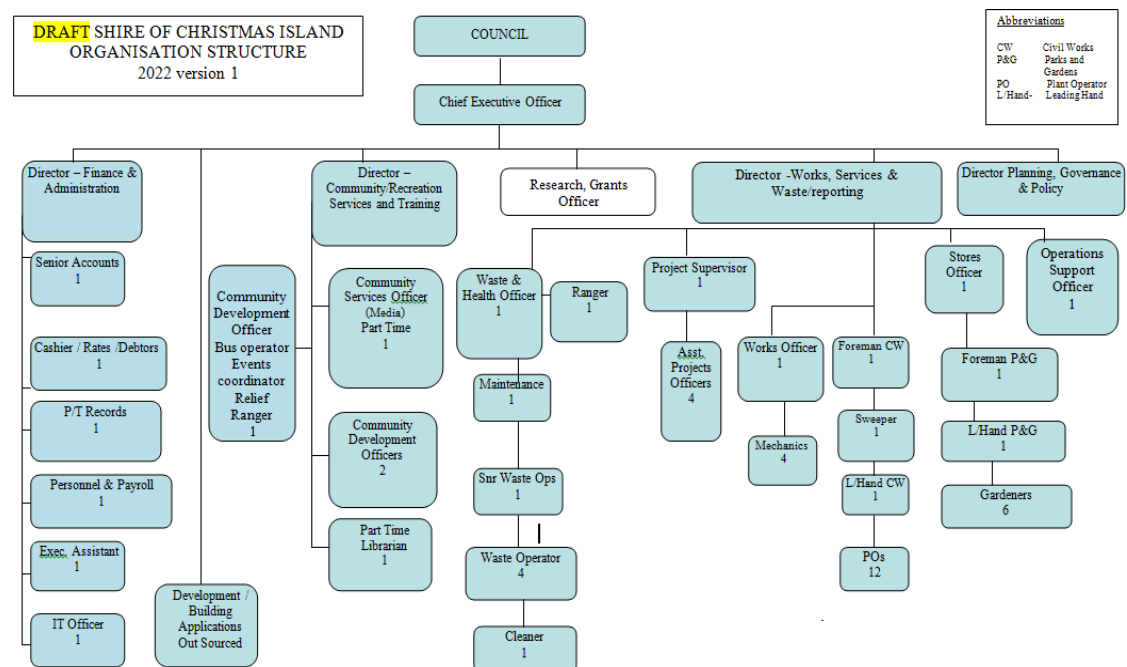 DRAFT SHIRE OF CHRISTMAS ISLAND
ORGANISATION STRUCTURE
2022 version 1
COUNCIL
Abbreviations
CW Civil Works
P&G Parks and
Gardens
PO Plant Operator
L/Hand- Leading Hand
Chief Executive Officer
Director – Finance &
Administration
Director –
Community/Recreation
Services and Training
Research, Grants
Officer
Director -Works, Services &
Waste/reporting
Director Planning, Governance
& Policy
Senior Accounts
1
Cashier / Rates /Debtors
1
P/T Records
1
Personnel & Payroll
1
Exec. Assistant
1
IT Officer
1
Development /
Building
Applications
Out Sourced
Community
Development
Officer
Bus operator
Events
coordinator
Relief
Ranger
1
Community
Services Officer
(Media)
Part Time
1
Community
Development
Officers
2
Part Time
Librarian
1
Waste &
Health Officer
1
Ranger
1
Maintenance
1
Snr Waste Ops
1
Waste Operator
4
Cleaner
1
Project Supervisor
1
Asst.
Projects
Officers
4
Works Officer
1
Mechanics
4
Foreman CW
1
Sweeper
1
L/Hand CW
1
POs
12
Stores
Officer
1
Foreman P&G
1
L/Hand P&G
1
Gardeners
6
Operations
Support
Officer
1